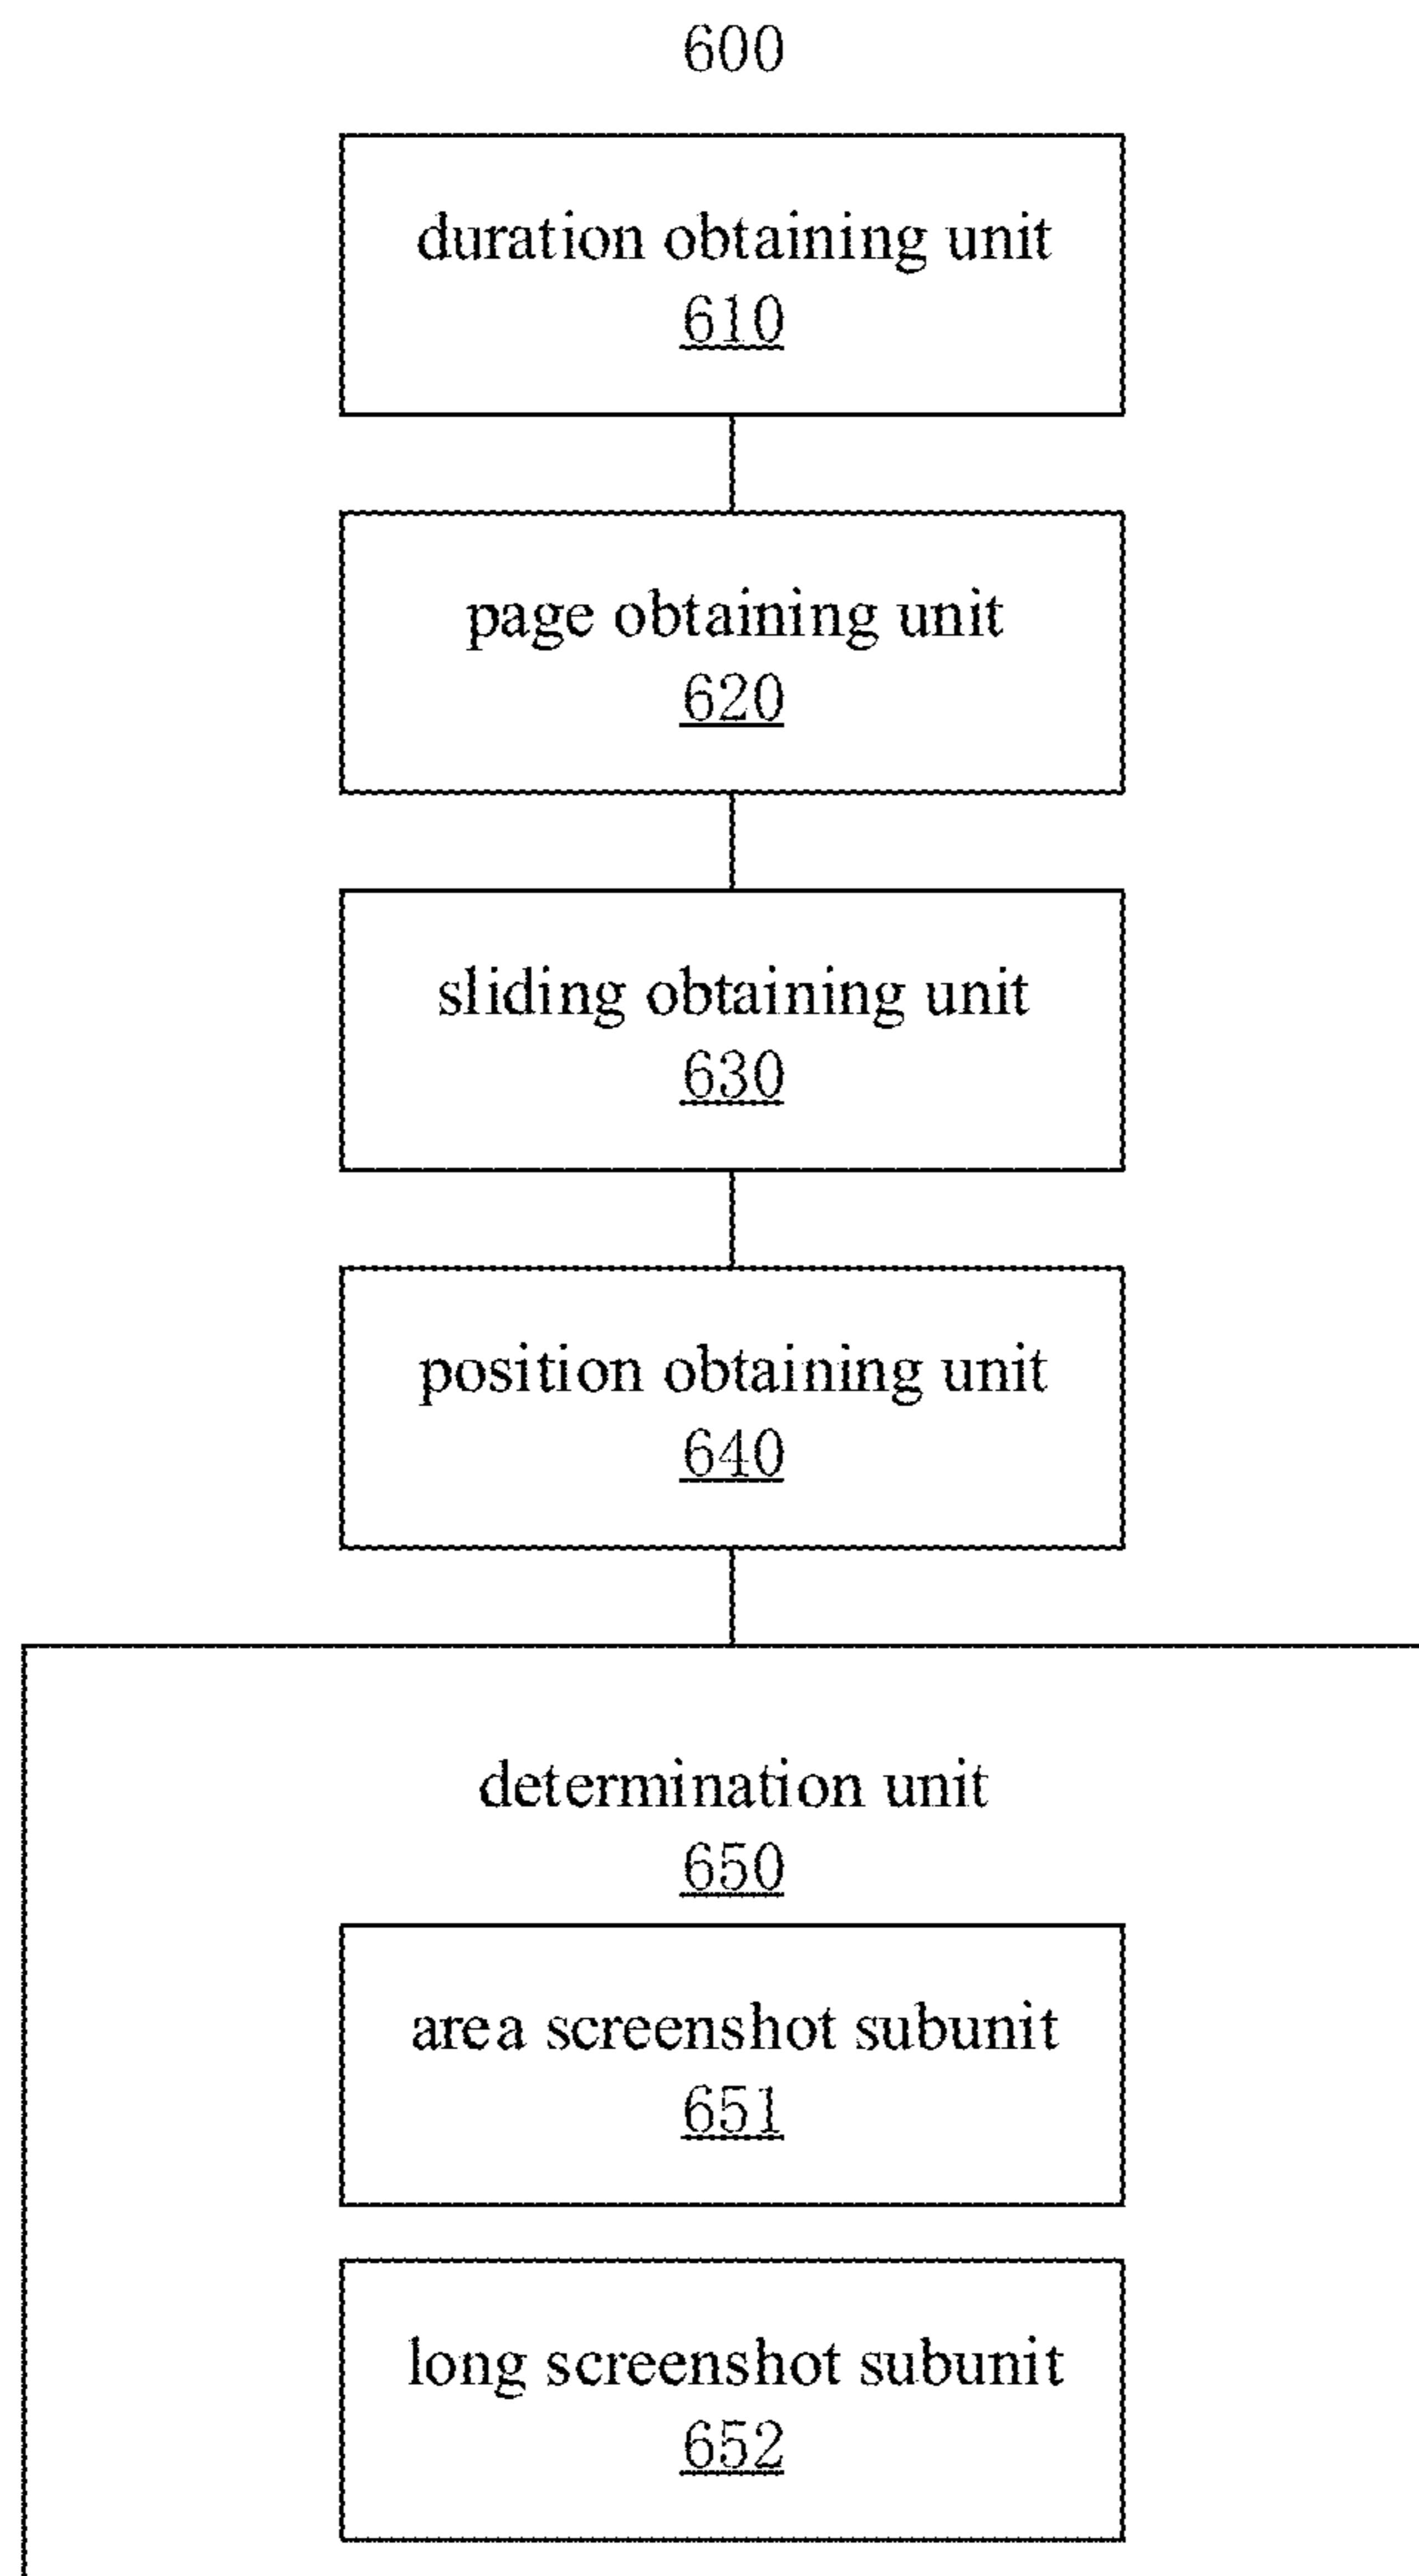 600
duration obtaining unit
610
page obtaining unit
620
sliding obtaining unit
630
position obtaining unit
640
determination unit
650
area screenshot subunit
651
long screenshot subunit
652